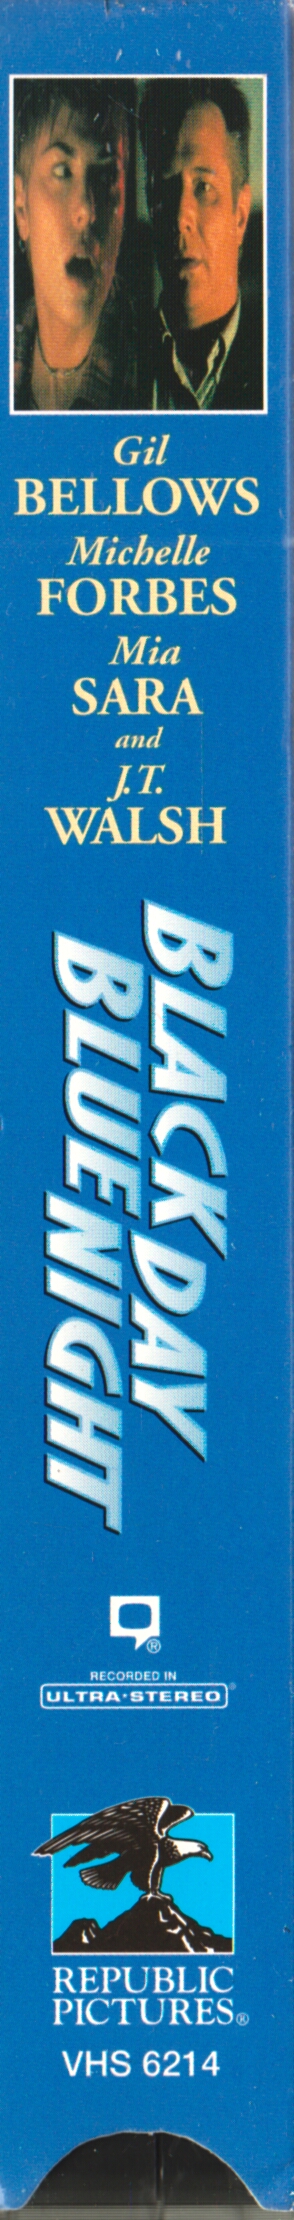 Gil
BELLOWS
Michelle
FORBES
Mia
SARA
and
J.T.
WALSH
BLACK DAY
BLUE NIGHT
®
RECORDED IN
ULTRA·STEREO®
REPUBLIC
PICTURES®
VHS 6214